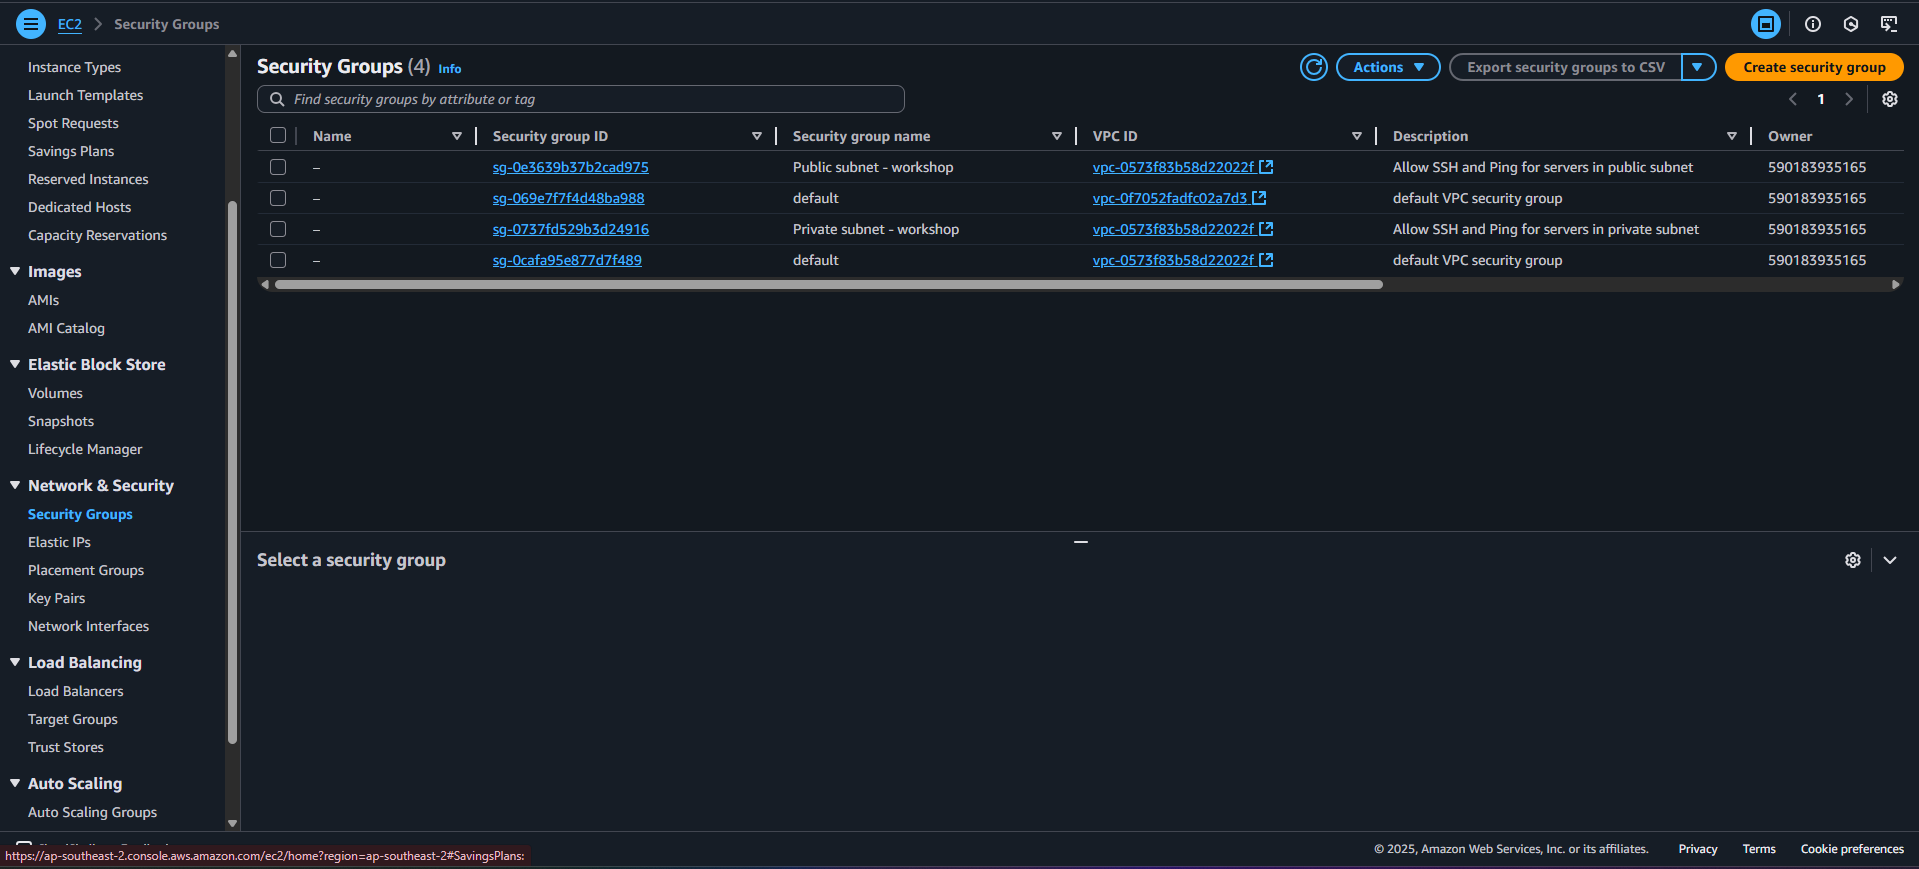 EC2 > Security Groups
Instance Types
Launch Templates
Spot Requests
Savings Plans
Reserved Instances
Dedicated Hosts
Capacity Reservations
Images
AMIs
AMI Catalog
Elastic Block Store
Volumes
Snapshots
Lifecycle Manager
Network & Security
Security Groups
Elastic IPs
Placement Groups
Key Pairs
Network Interfaces
Load Balancing
Load Balancers
Target Groups
Trust Stores
Auto Scaling
Auto Scaling Groups
Security Groups (4) Info
Actions Export security groups to CSV Create security group
Find security groups by attribute or tag
1
Name Security group ID Security group name VPC ID Description Owner
– sg-0e3639b37b2cad975 Public subnet - workshop vpc-0573f83b58d22022f Allow SSH and Ping for servers in public subnet 590183935165
– sg-069e7f7f4d48ba988 default vpc-0f7052fadfc02a7d3 default VPC security group 590183935165
– sg-0737fd529b3d24916 Private subnet - workshop vpc-0573f83b58d22022f Allow SSH and Ping for servers in private subnet 590183935165
– sg-0cafa95e877d7f489 default vpc-0573f83b58d22022f default VPC security group 590183935165
Select a security group
https://ap-southeast-2.console.aws.amazon.com/ec2/home?region=ap-southeast-2#SavingsPlans:
© 2025, Amazon Web Services, Inc. or its affiliates. Privacy Terms Cookie preferences